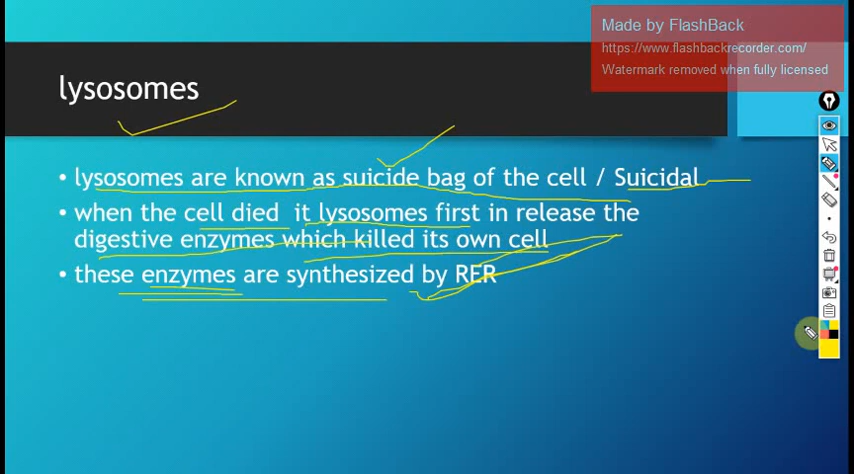 Made by FlashBack
https://www.flashbackrecorder.com/
Watermark removed when fully licensed
lysosomes
• lysosomes are known as suicide bag of the cell / Suicidal
• when the cell died it lysosomes first in release the
digestive enzymes which killed its own cell
• these enzymes are synthesized by RER